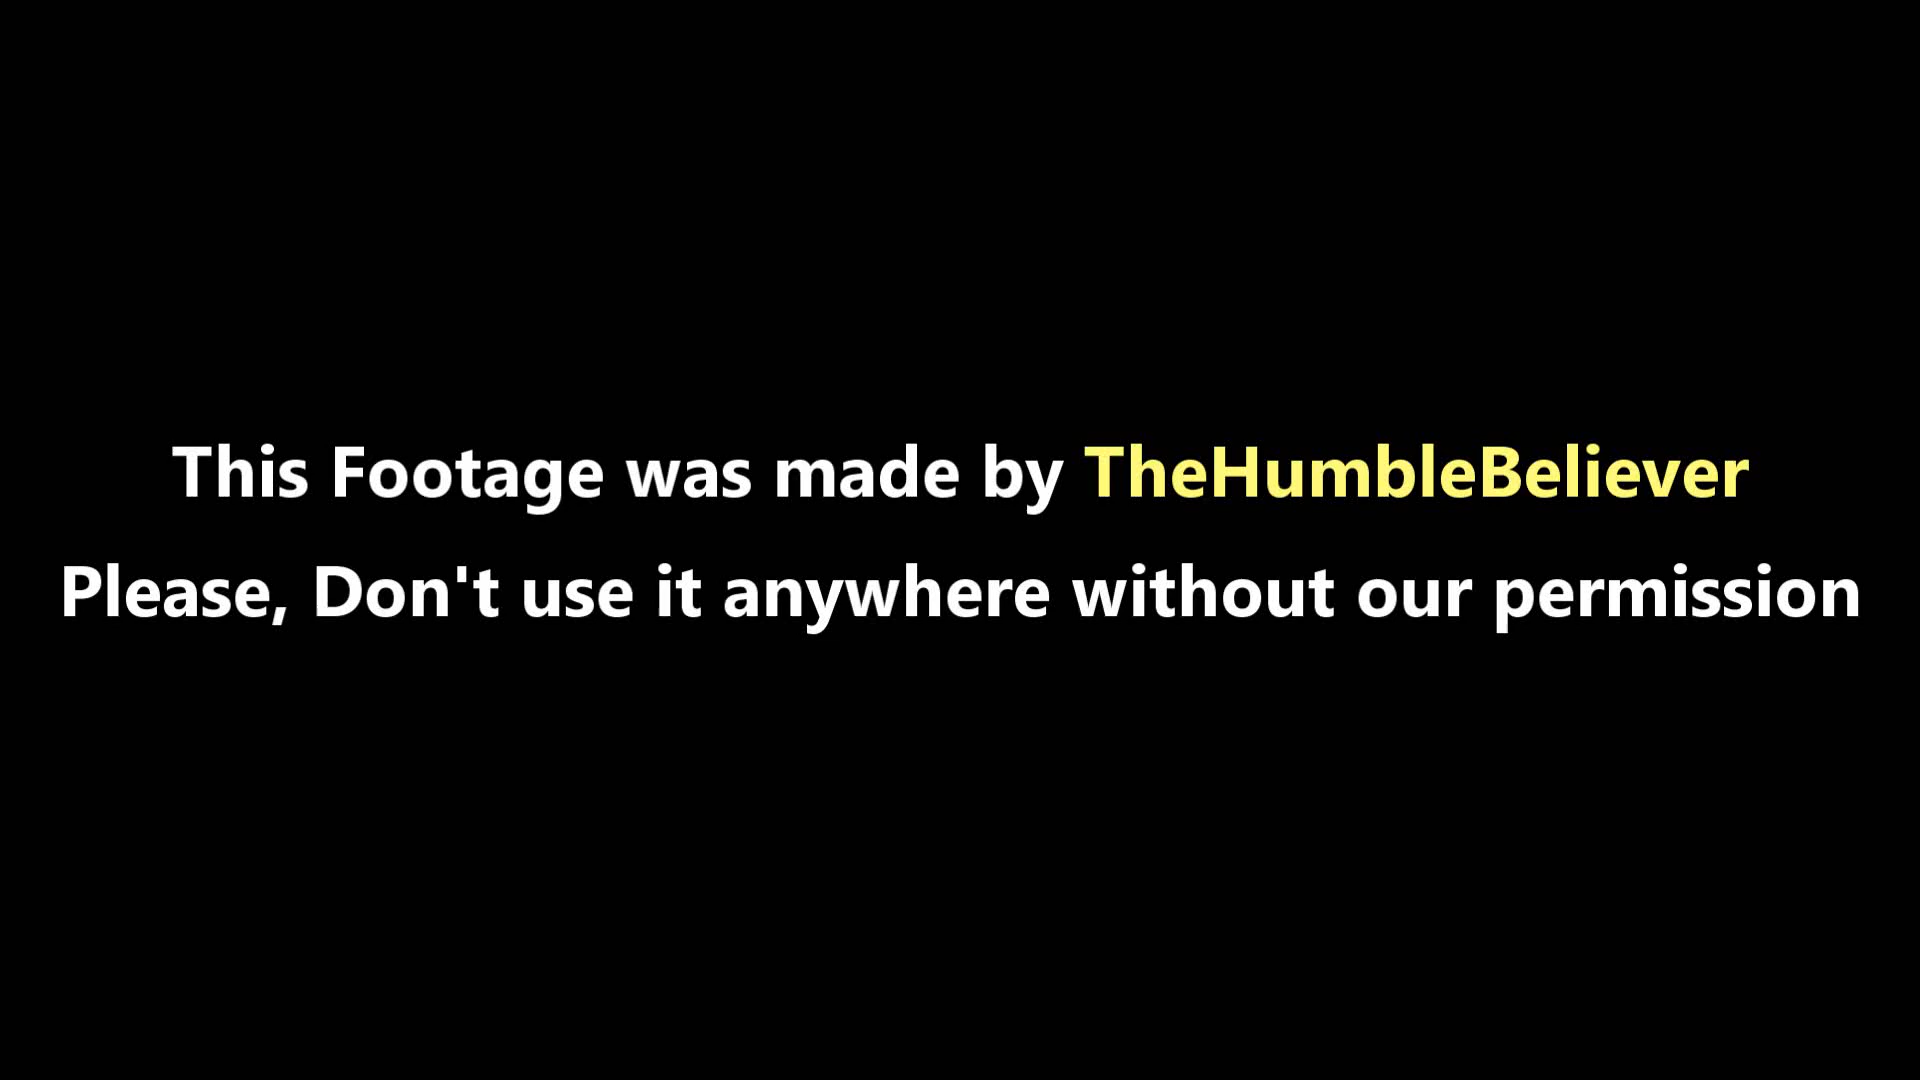 This Footage was made by TheHumbleBeliever
Please, Don't use it anywhere without our permission